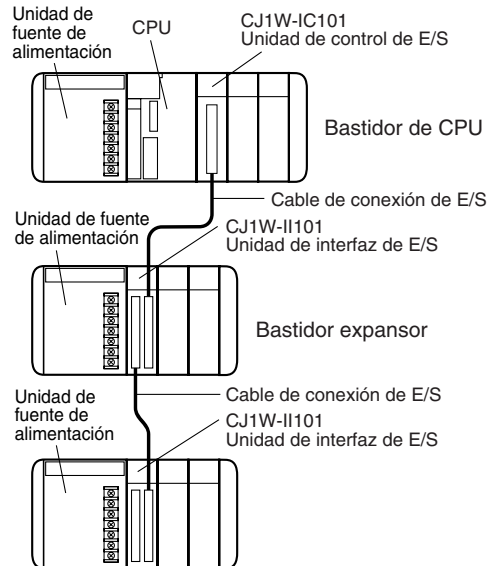 Unidad de
fuente de
alimentación
CPU
CJ1W-IC101
Unidad de control de E/S
Bastidor de CPU
Cable de conexión de E/S
Unidad de fuente
de alimentación
CJ1W-II101
Unidad de interfaz de E/S
Bastidor expansor
Unidad de
fuente de
alimentación
Cable de conexión de E/S
CJ1W-II101
Unidad de interfaz de E/S